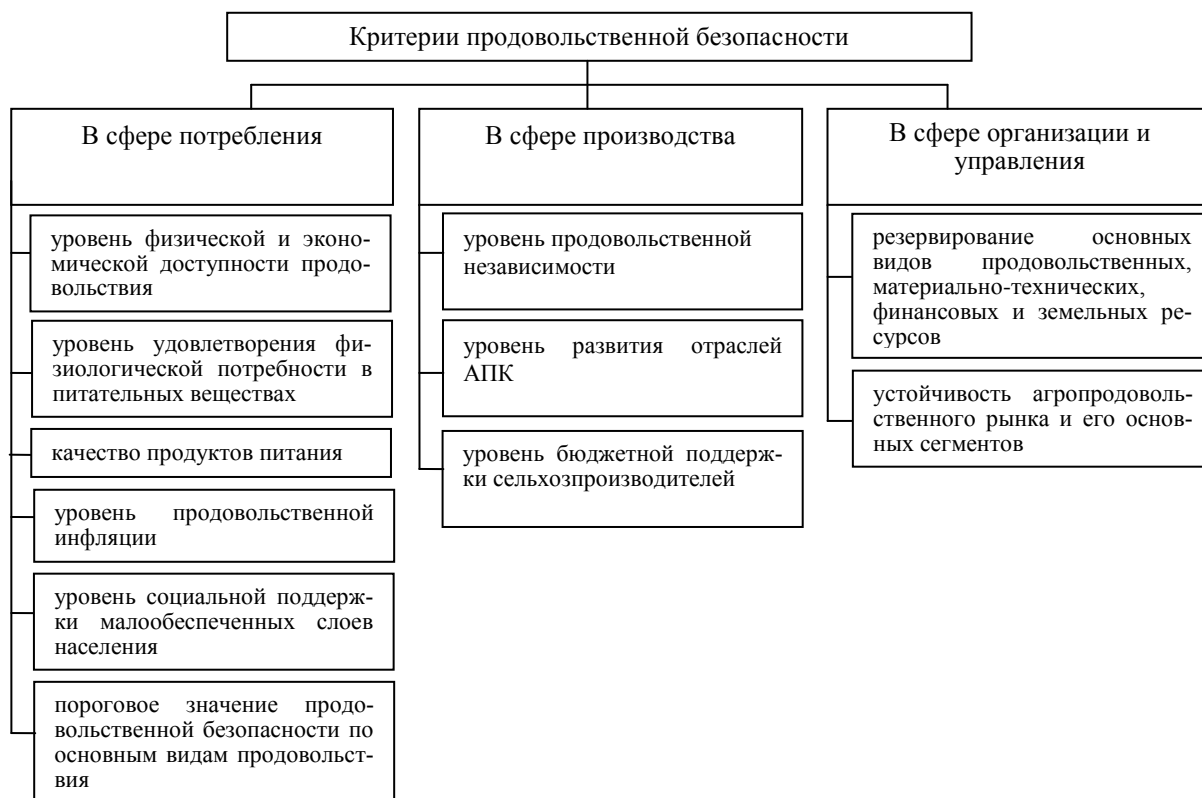 Критерии продовольственной безопасности
В сфере потребления
уровень физической и эконо-
мической доступности продо-
вольствия
уровень удовлетворения фи-
зиологической потребности в
питательных веществах
качество продуктов питания
уровень продовольственной
инфляции
уровень социальной поддерж-
ки малообеспеченных слоев
населения
пороговое значение продо-
вольственной безопасности по
основным видам продовольст-
вия
В сфере производства
уровень продовольственной
независимости
уровень развития отраслей
АПК
уровень бюджетной поддерж-
ки сельхозпроизводителей
В сфере организации и
управления
резервирование основных
видов продовольственных,
материально-технических,
финансовых и земельных ре-
сурсов
устойчивость агропродоволь-
ственного рынка и его основ-
ных сегментов